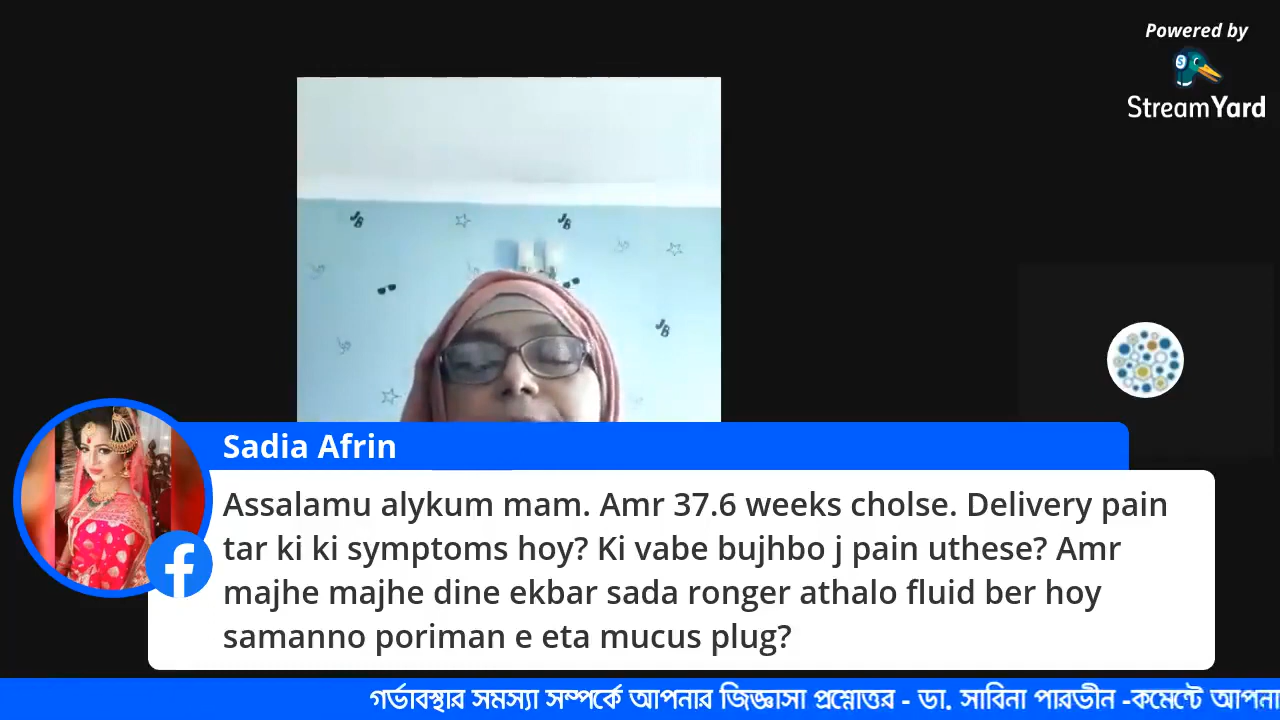 Powered by
StreamYard
Sadia Afrin
Assalamu alykum mam. Amr 37.6 weeks cholse. Delivery pain
tar ki ki symptoms hoy? Ki vabe bujhbo j pain uthese? Amr
majhe majhe dine ekbar sada ronger athalo fluid ber hoy
samanno poriman e eta mucus plug?
গর্ভাবস্থার সমস্যা সম্পর্কে আপনার জিজ্ঞাসা প্রশ্নোত্তর - ডা. সাবিনা পারভীন -কমেন্টে আপনা